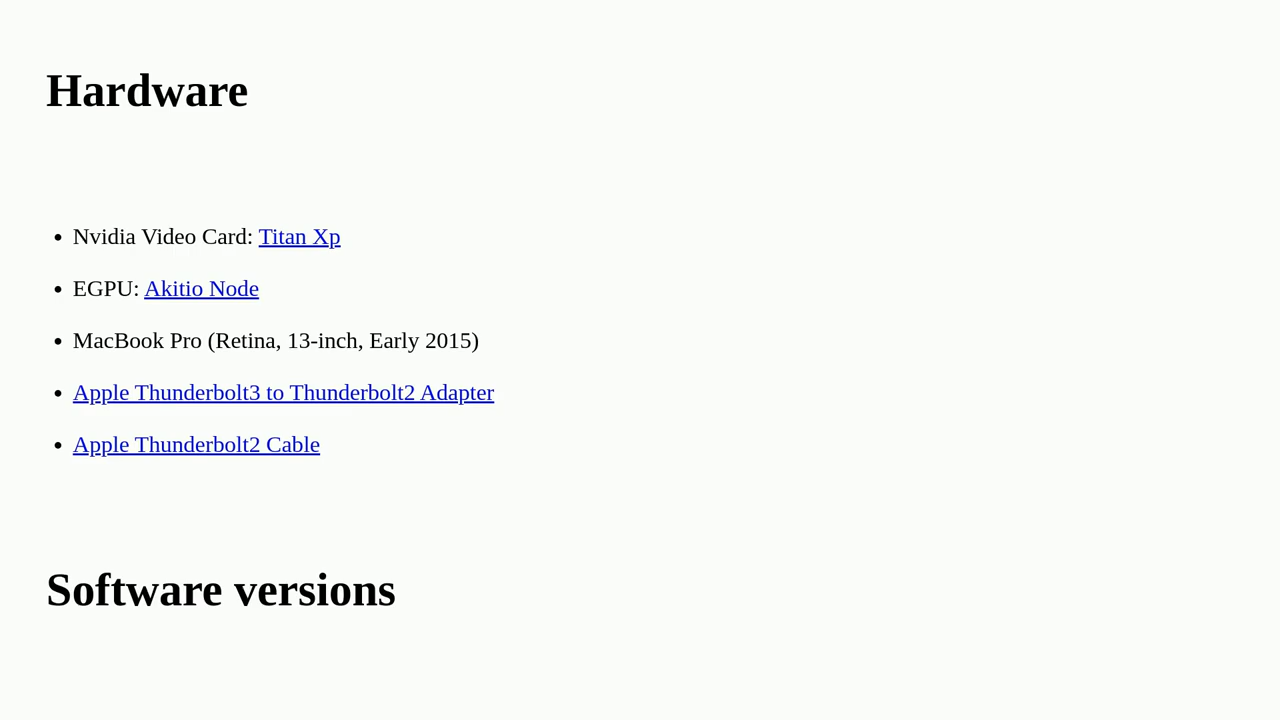 Hardware
Nvidia Video Card: Titan Xp
EGPU: Akitio Node
MacBook Pro (Retina, 13-inch, Early 2015)
Apple Thunderbolt3 to Thunderbolt2 Adapter
Apple Thunderbolt2 Cable
Software versions